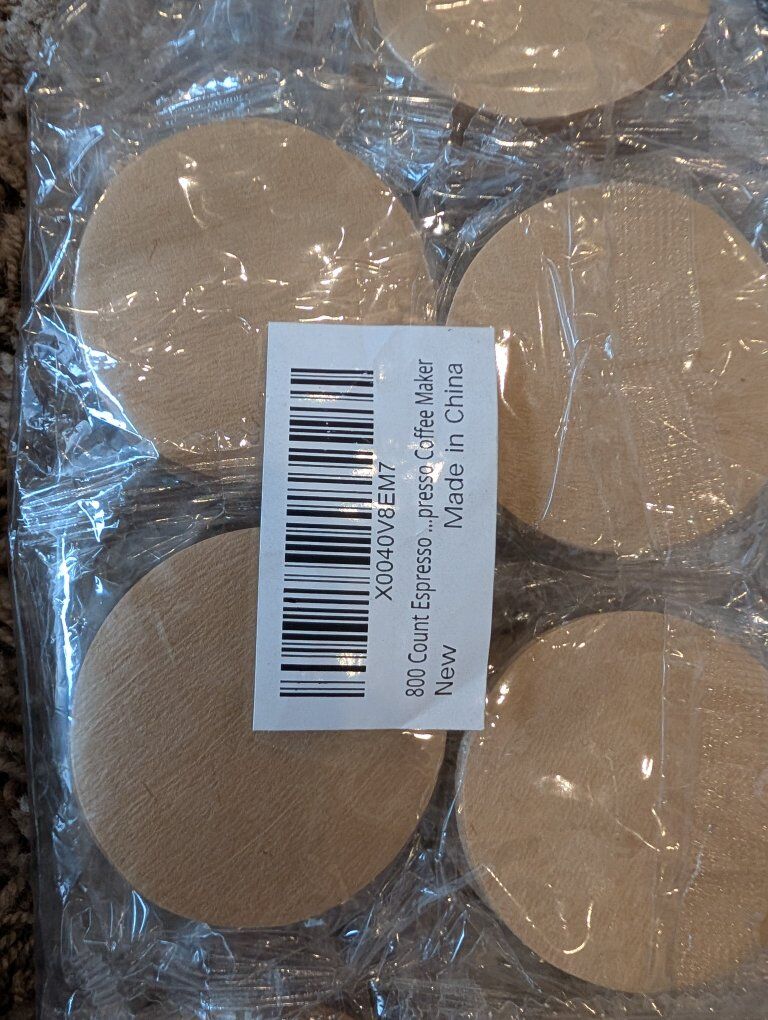 X0040V8EM7
800 Count Espresso ...presso Coffee Maker
New
Made in China